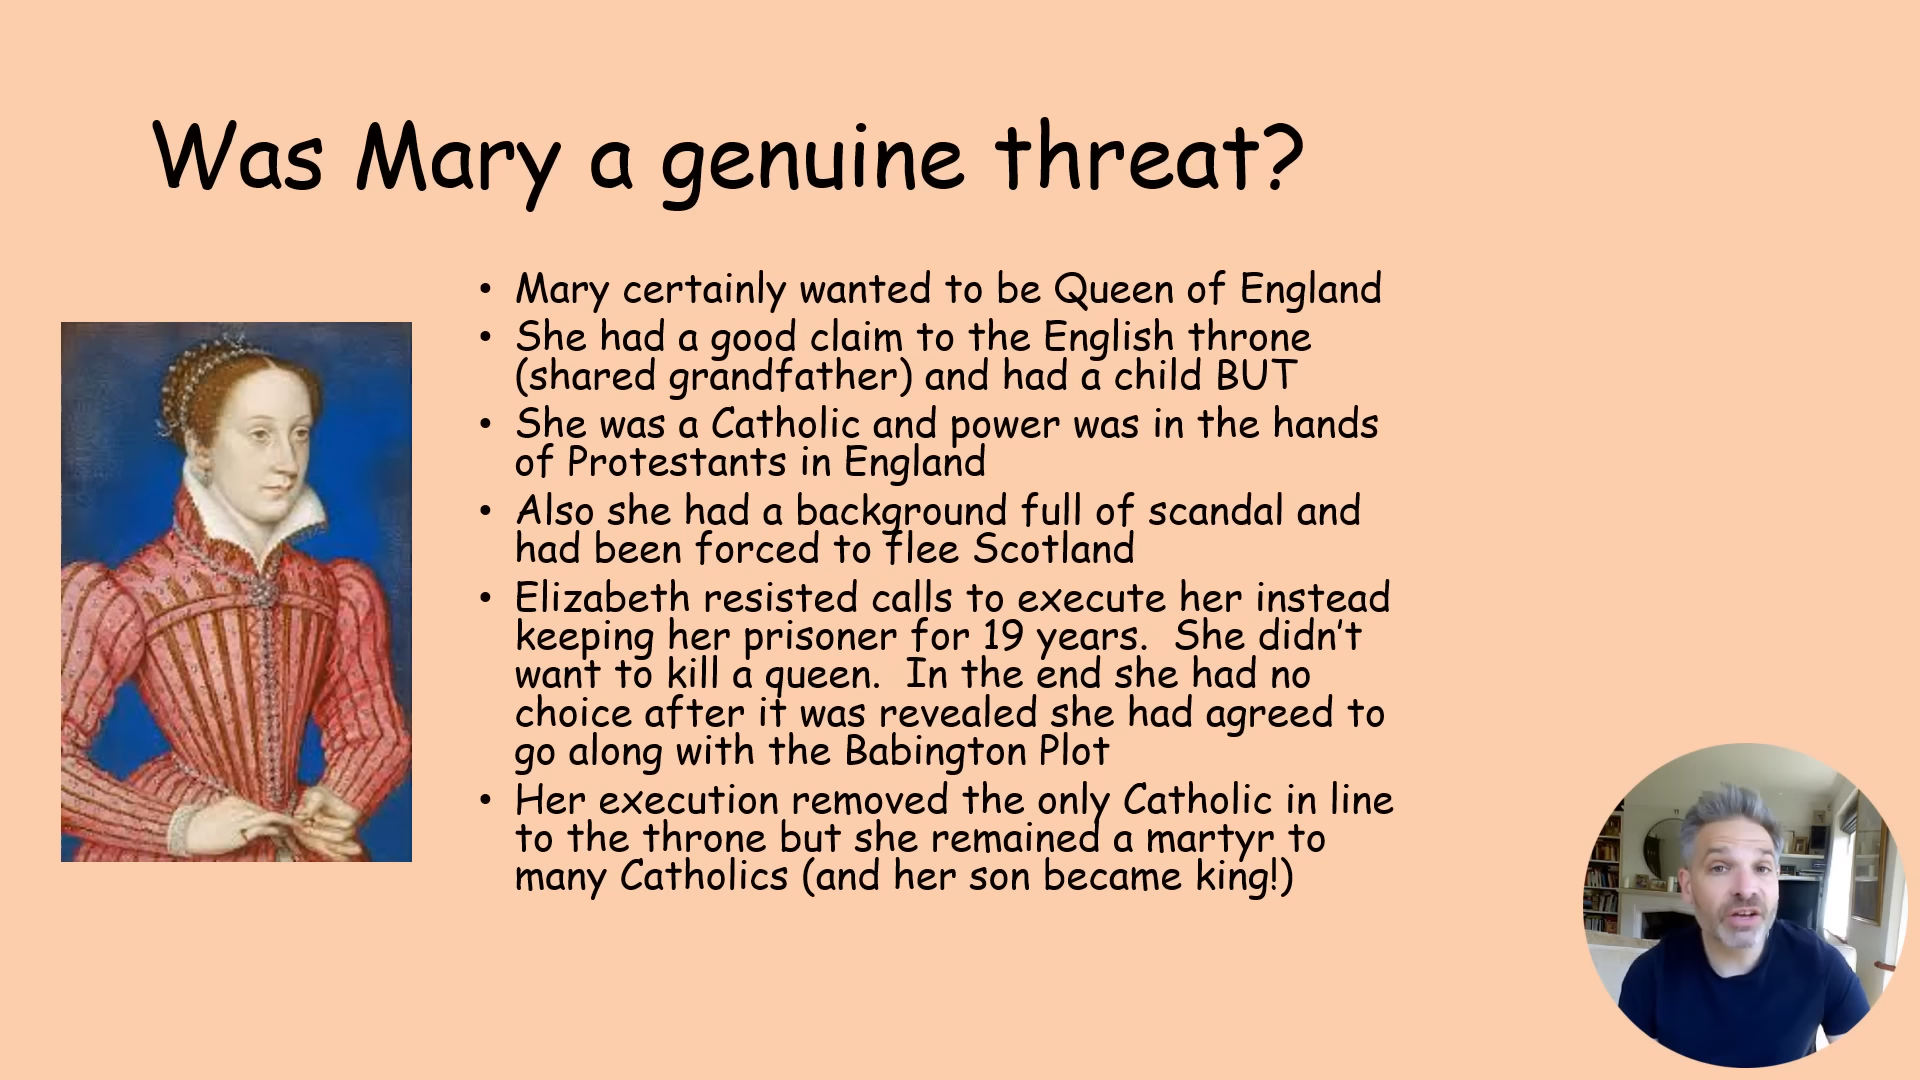 Was Mary a genuine threat?
• Mary certainly wanted to be Queen of England
• She had a good claim to the English throne
(shared grandfather) and had a child BUT
• She was a Catholic and power was in the hands
of Protestants in England
• Also she had a background full of scandal and
had been forced to flee Scotland
• Elizabeth resisted calls to execute her instead
keeping her prisoner for 19 years.  She didn’t
want to kill a queen.  In the end she had no
choice after it was revealed she had agreed to
go along with the Babington Plot
• Her execution removed the only Catholic in line
to the throne but she remained a martyr to
many Catholics (and her son became king!)